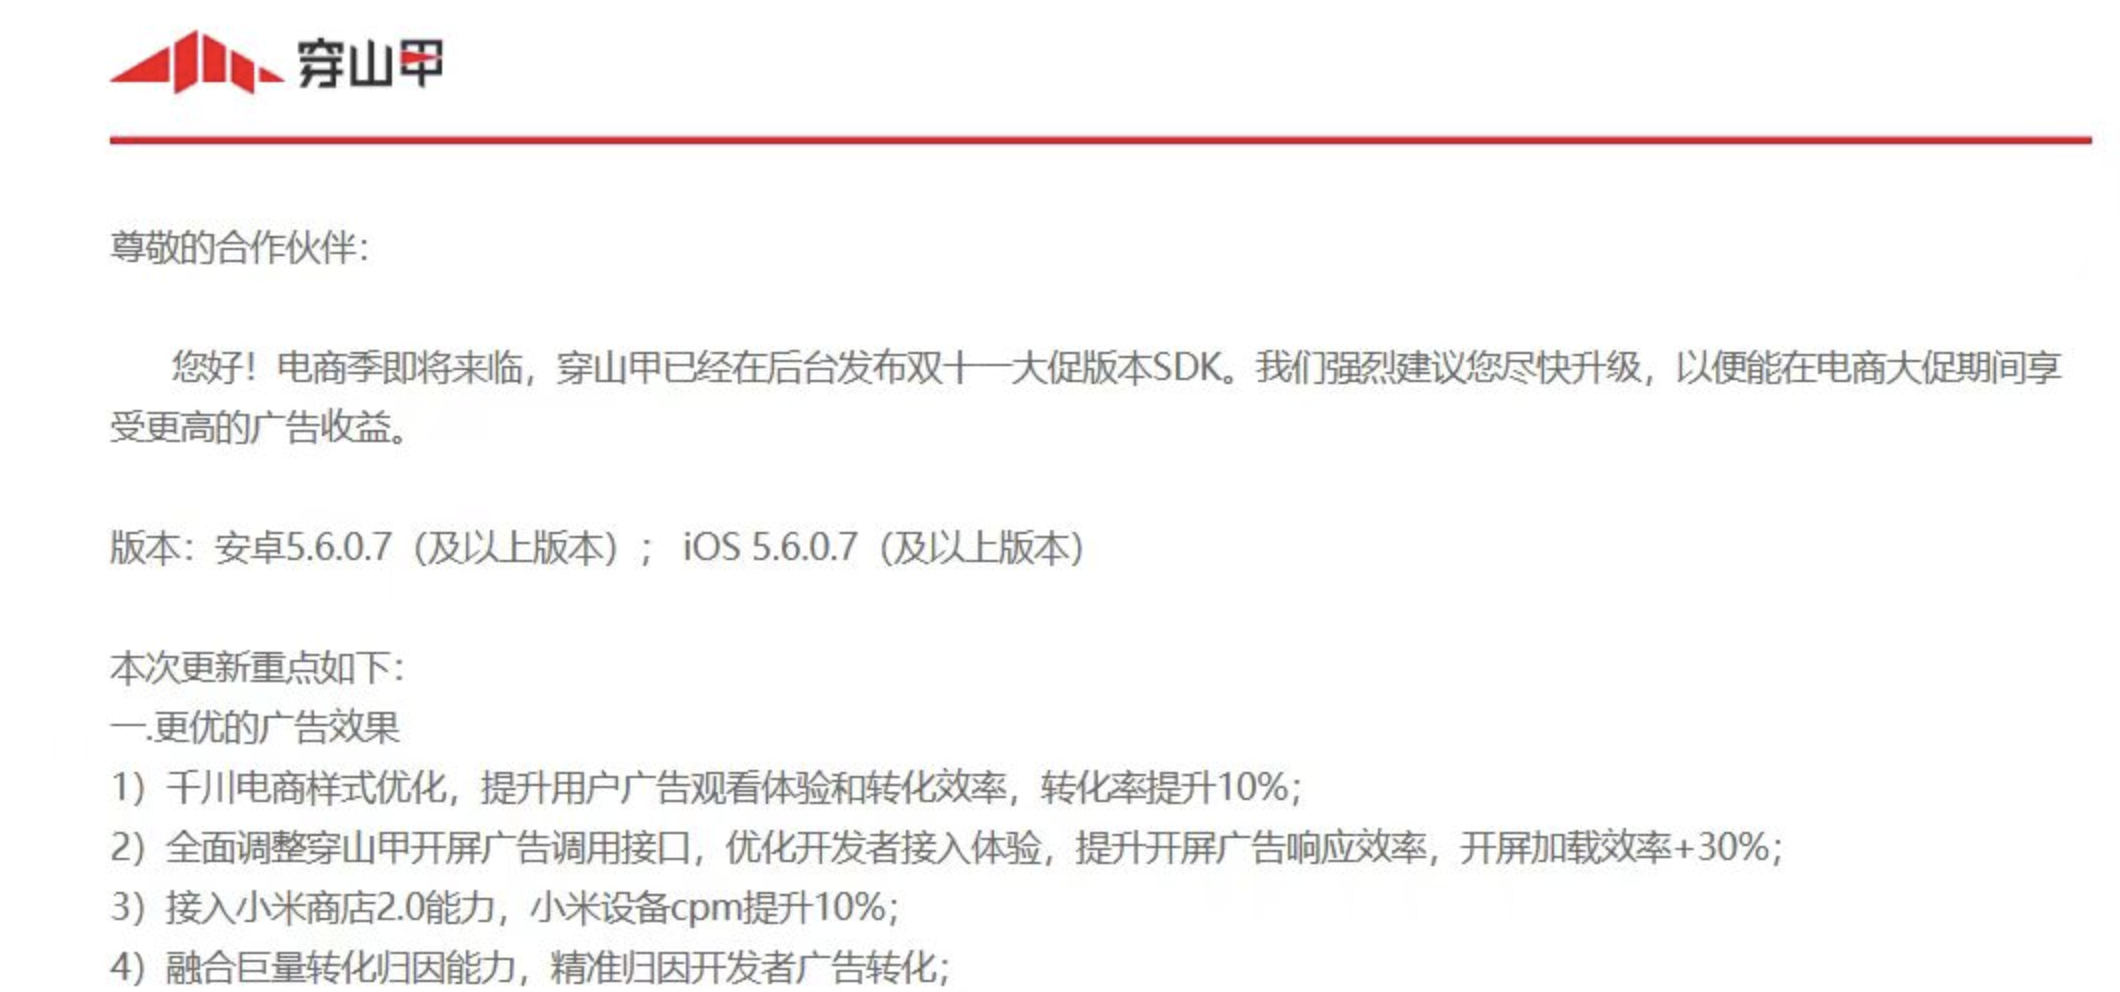 穿山甲
尊敬的合作伙伴：
您好！电商季即将来临，穿山甲已经在后台发布双十一大促版本SDK。我们强烈建议您尽快升级，以便能在电商大促期间享
受更高的广告收益。
版本：安卓5.6.0.7（及以上版本）； iOS 5.6.0.7（及以上版本）
本次更新重点如下：
一.更优的广告效果
1）千川电商样式优化，提升用户广告观看体验和转化效率，转化率提升10%；
2）全面调整穿山甲开屏广告调用接口，优化开发者接入体验，提升开屏广告响应效率，开屏加载效率+30%；
3）接入小米商店2.0能力，小米设备cpm提升10%；
4）融合巨量转化归因能力，精准归因开发者广告转化；